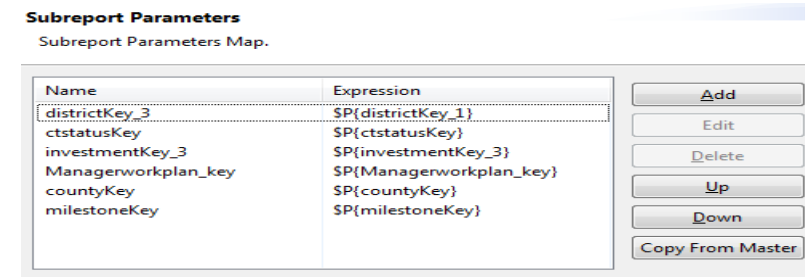 Subreport Parameters
Subreport Parameters Map.
Name Expression
districtKey_3 $P{districtKey_1}
ctstatusKey $P{ctstatusKey}
investmentKey_3 $P{investmentKey_3}
Managerworkplan_key $P{Managerworkplan_key}
countyKey $P{countyKey}
milestoneKey $P{milestoneKey}
Add
Edit
Delete
Up
Down
Copy From Master